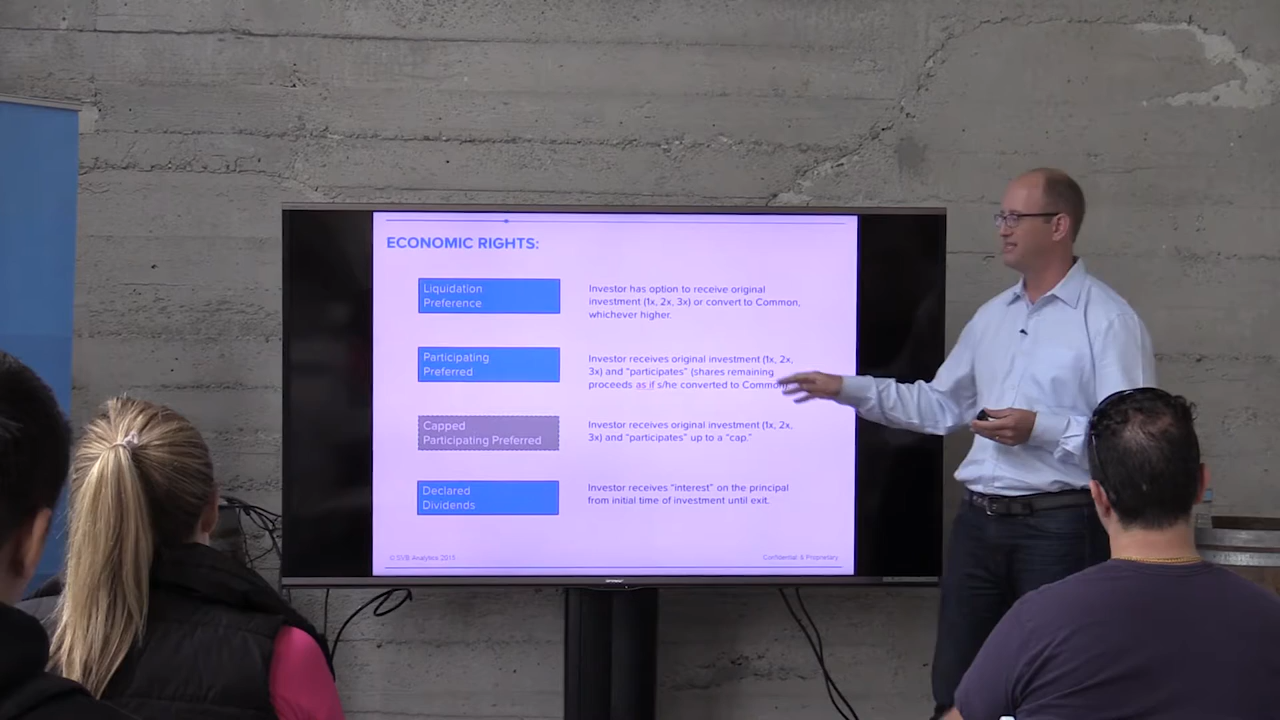 ECONOMIC RIGHTS:
Liquidation
Preference
Investor has option to receive original
investment (1x, 2x, 3x) or convert to Common,
whichever higher.
Participating
Preferred
Investor receives original investment (1x, 2x,
3x) and “participates” (shares remaining
proceeds as if s/he converted to Common)
Capped
Participating Preferred
Investor receives original investment (1x, 2x,
3x) and “participates” up to a “cap.”
Declared
Dividends
Investor receives “interest” on the principal
from initial time of investment until exit.
© SVB Analytics 2015
Confidential & Proprietary